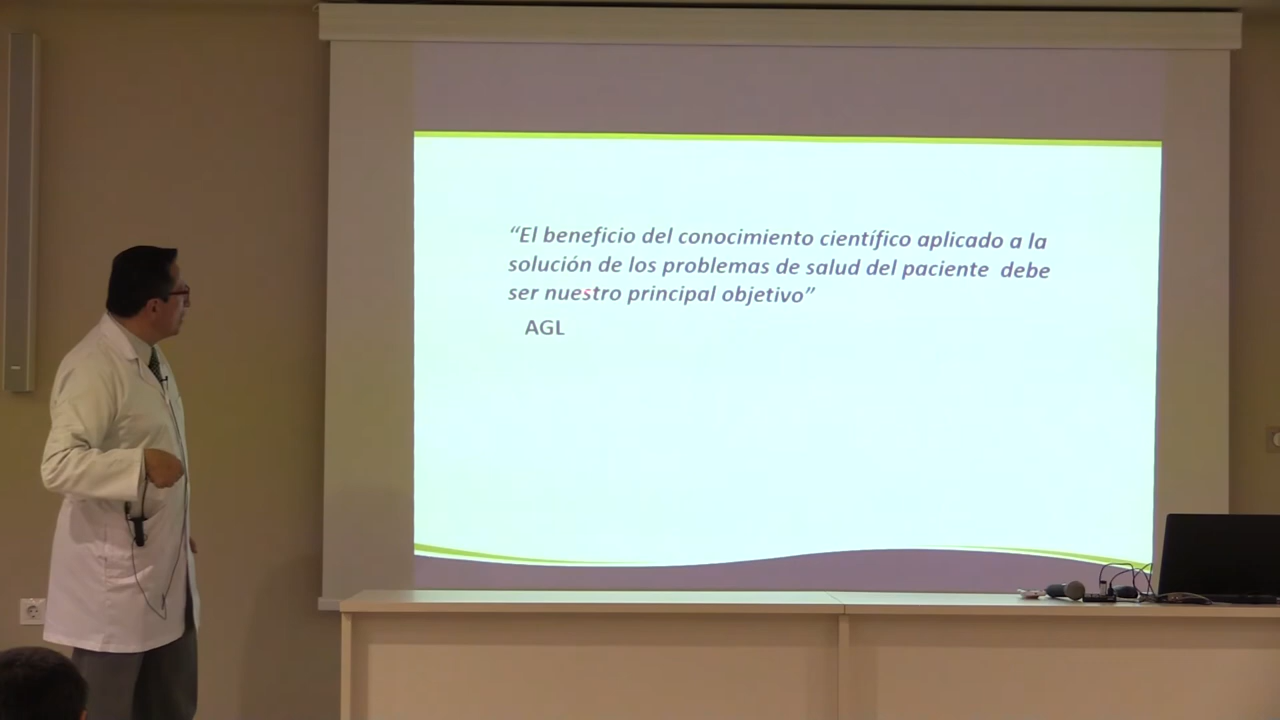 “El beneficio del conocimiento científico aplicado a la
solución de los problemas de salud del paciente debe
ser nuestro principal objetivo”
AGL